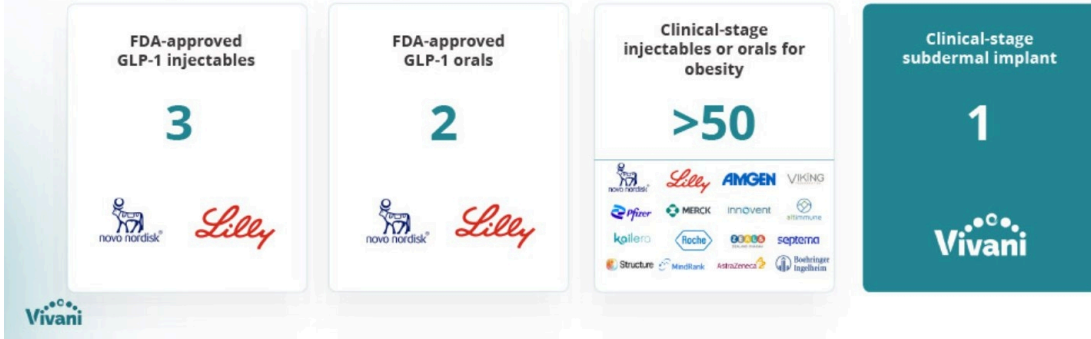 FDA-approved
GLP-1 injectables
3
novo nordisk
Lilly
FDA-approved
GLP-1 orals
2
novo nordisk
Lilly
Clinical-stage
injectables or orals for
obesity
>50
novo nordisk Lilly AMGEN VIKING
Pfizer MERCK innovent altimmune
kailera Roche septerna
Structure MindRank AstraZeneca Boehringer
Ingelheim
Clinical-stage
subdermal implant
1
Vivani
Vivani